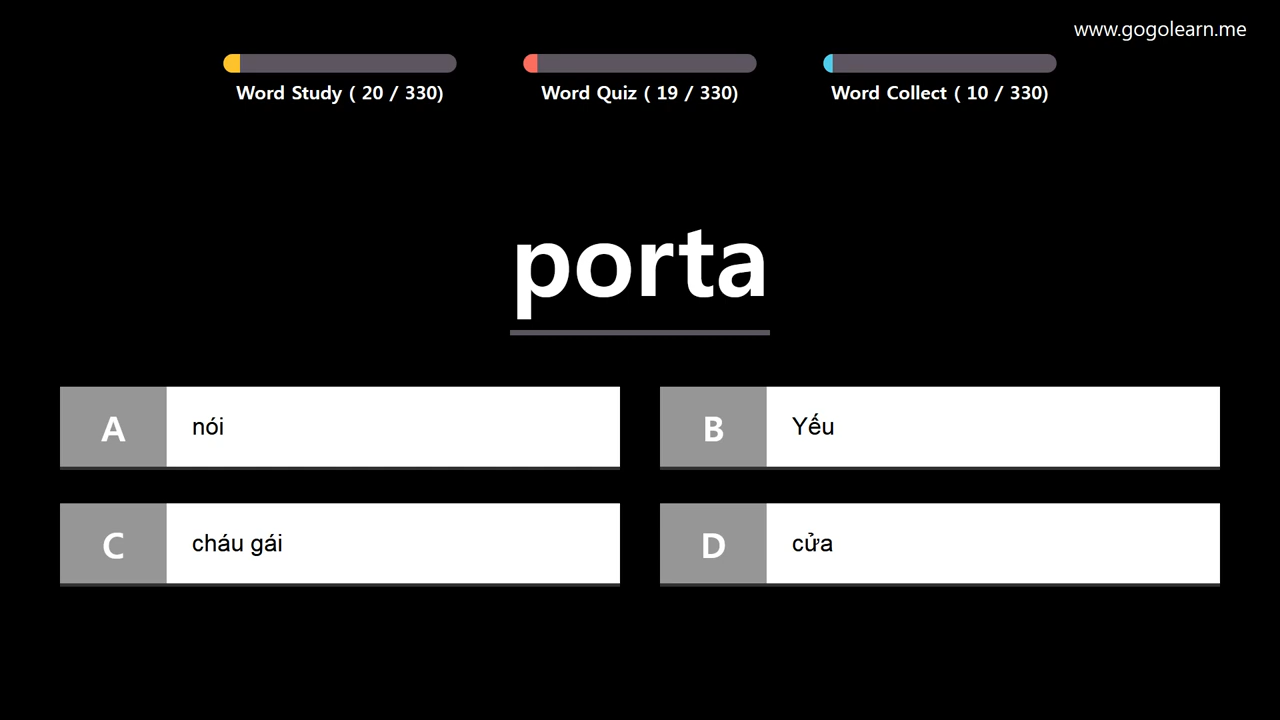 www.gogolearn.me
Word Study ( 20 / 330)
Word Quiz ( 19 / 330)
Word Collect ( 10 / 330)
porta
A nói
B Yếu
C cháu gái
D cửa